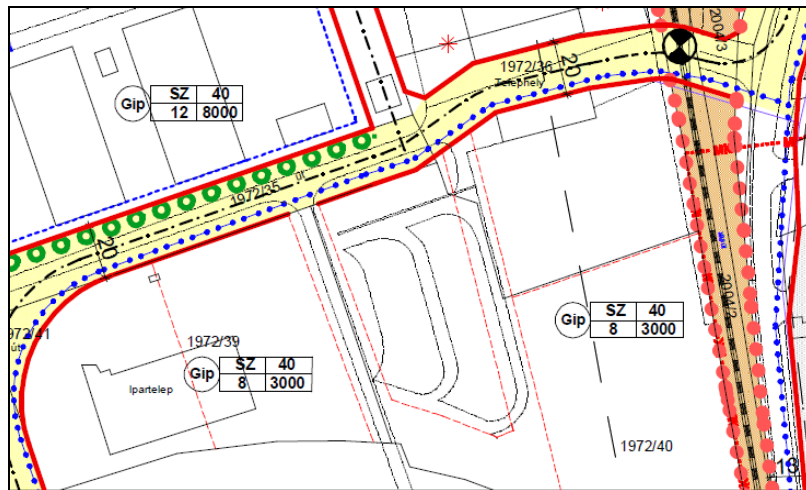 2004/3
1972/36
Telephely
20
SZ 40
Gip
12 8000
1972/35
út
20
2004/2
SZ 40
Gip
8 3000
1972/41
út
1972/39
SZ 40
Gip
8 3000
Ipartelep
1972/40
13